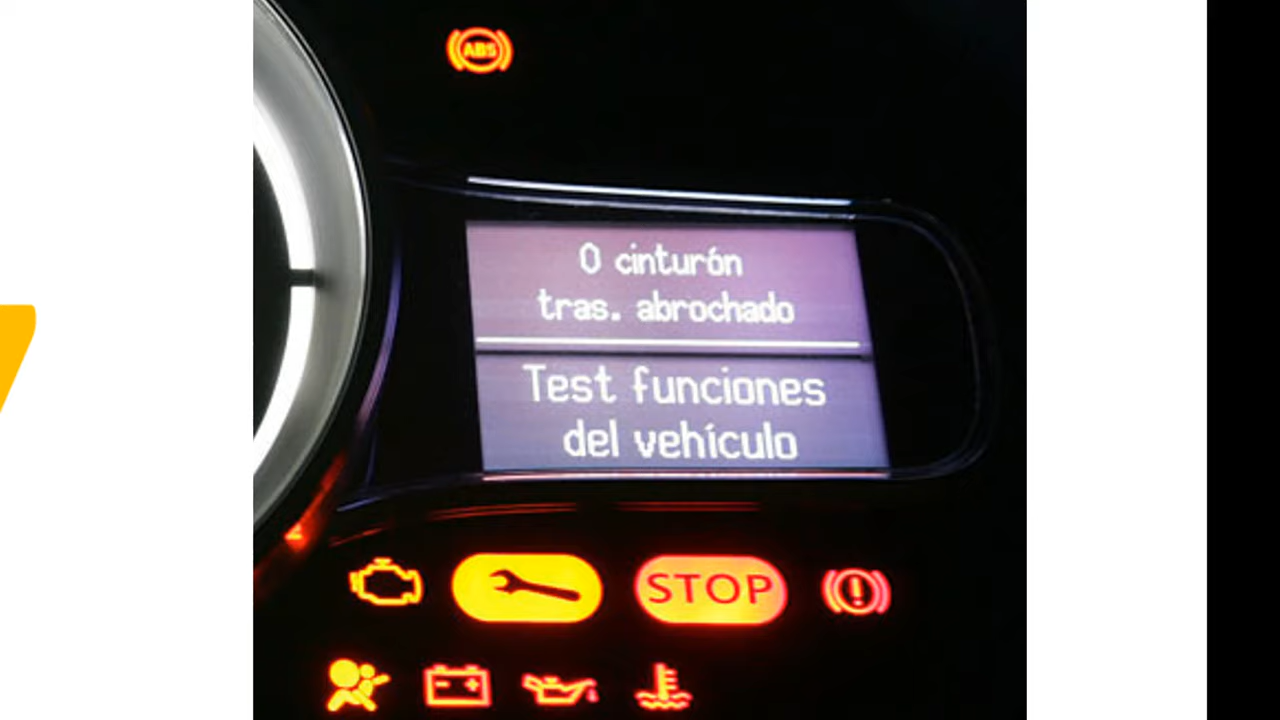 ABS
0 cinturón
tras. abrochado
Test funciones
del vehículo
STOP